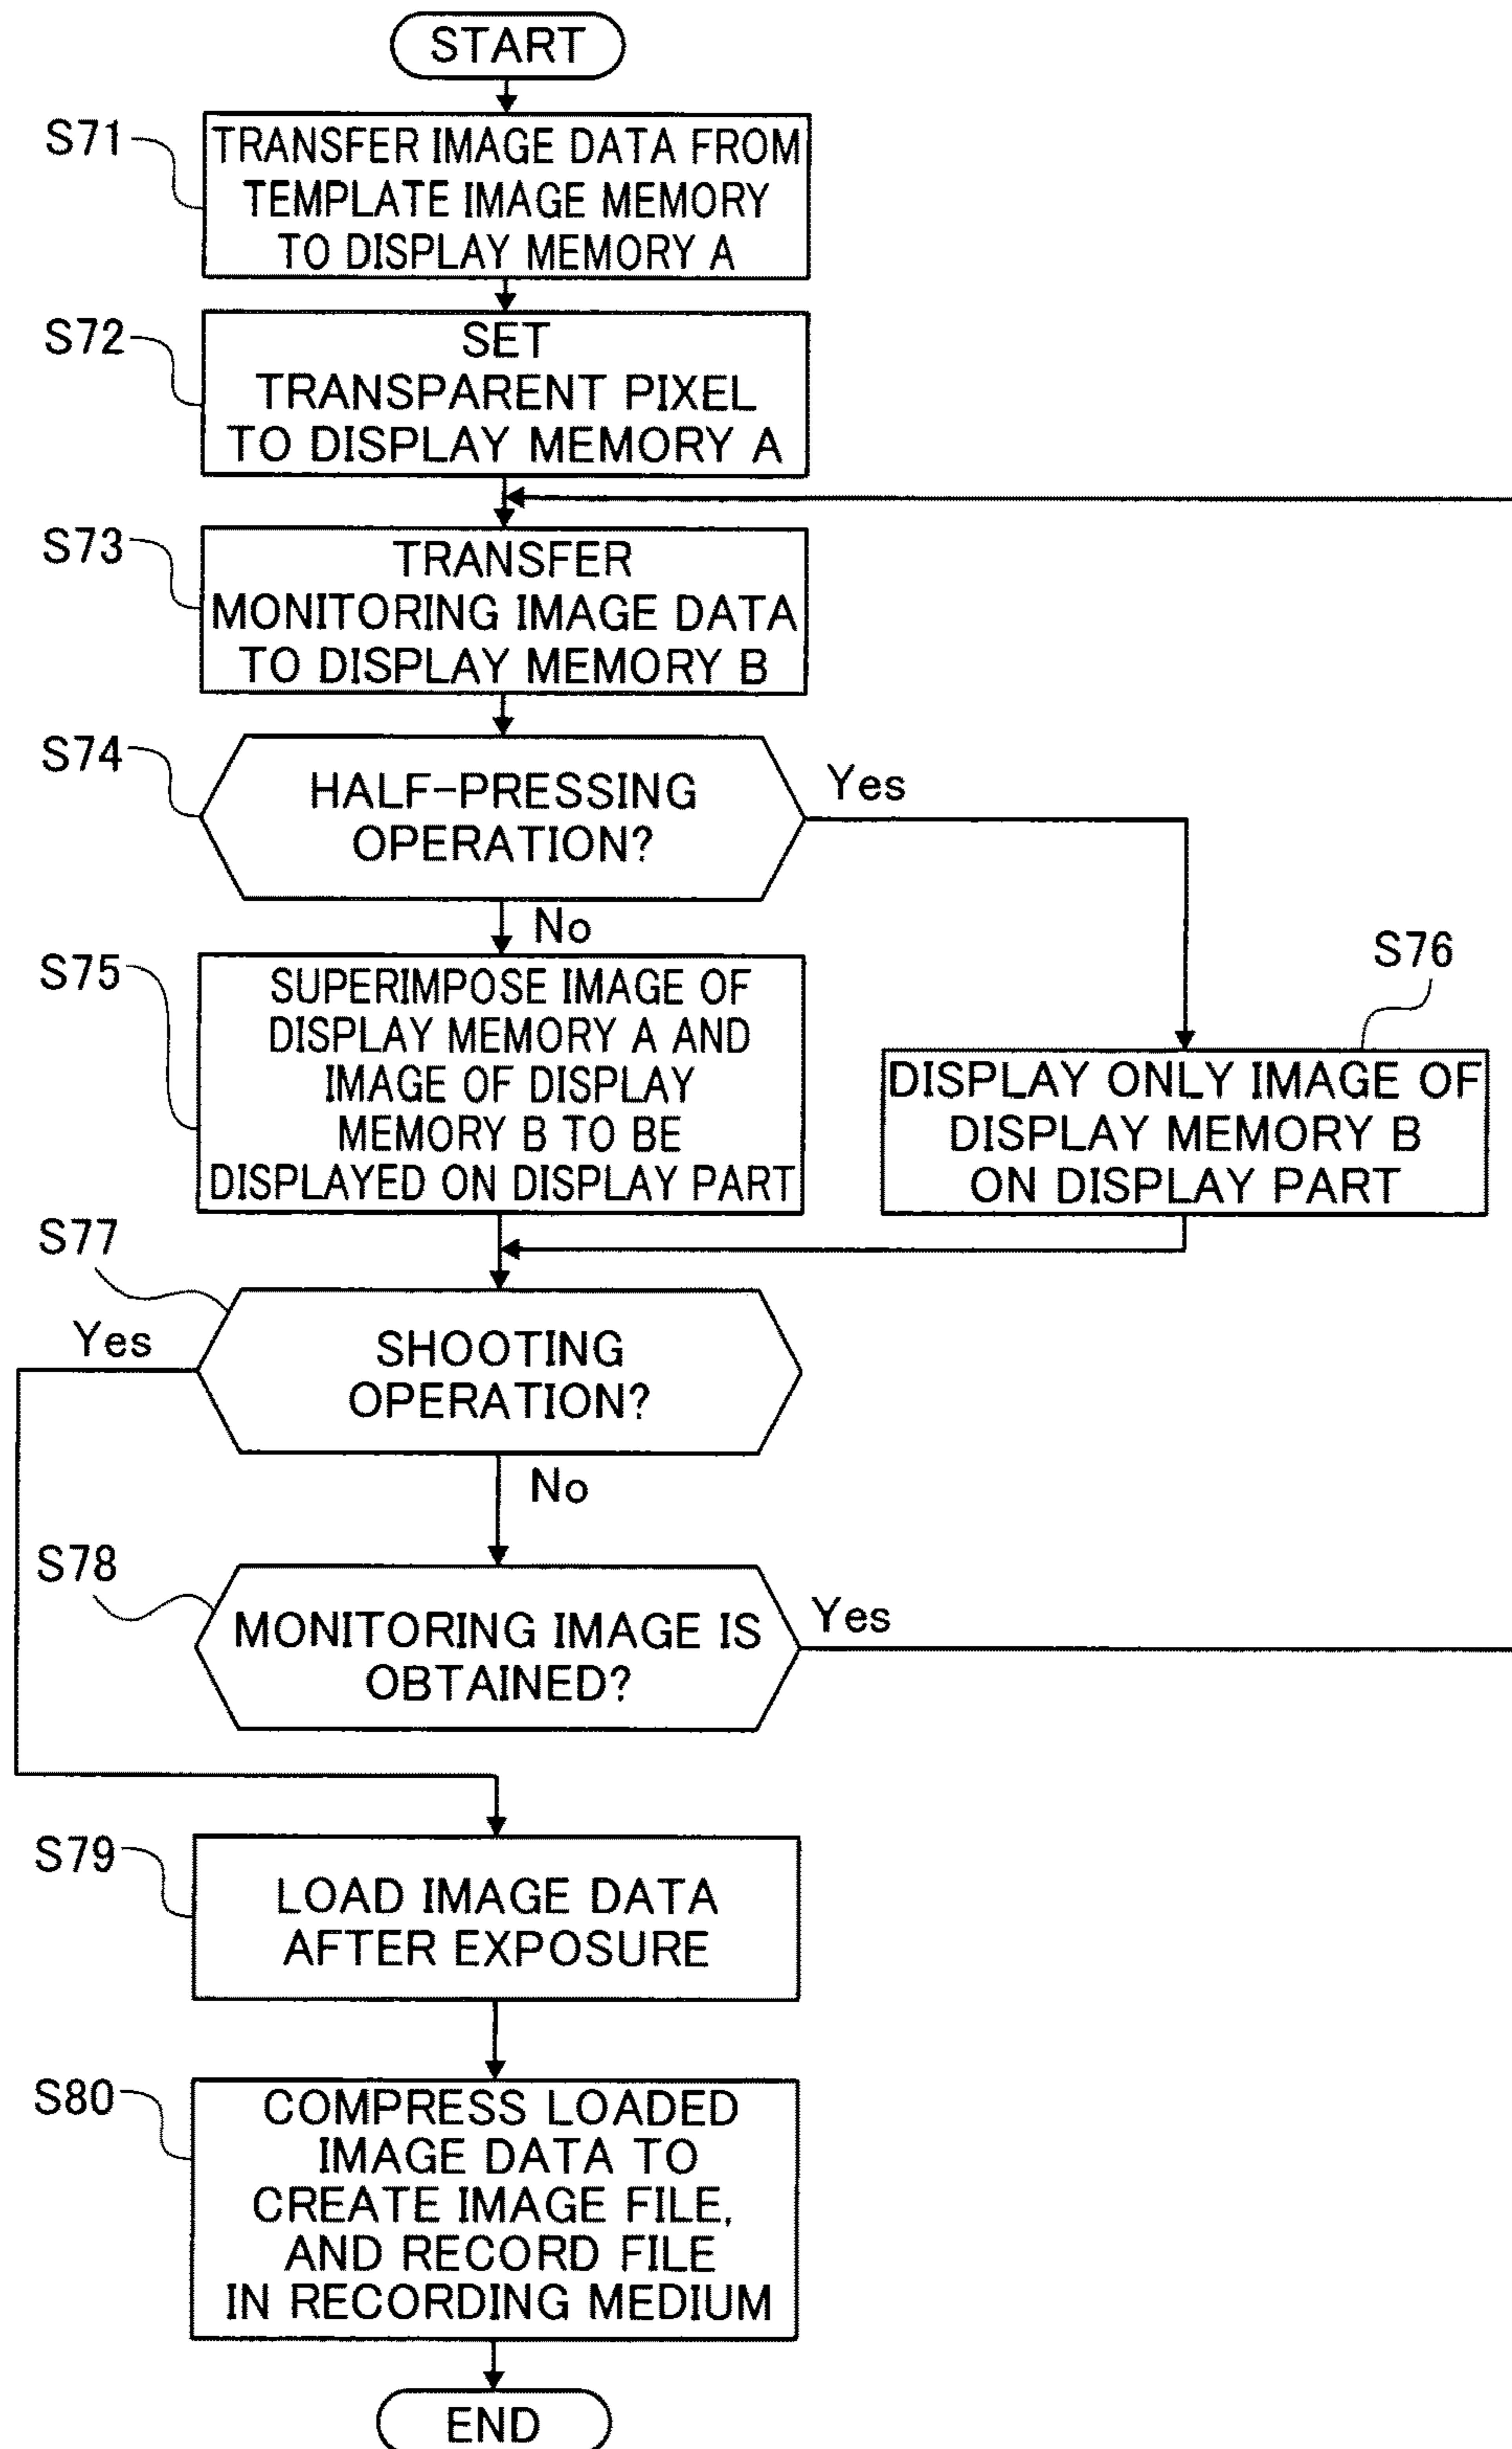 START
S71
TRANSFER IMAGE DATA FROM
TEMPLATE IMAGE MEMORY
TO DISPLAY MEMORY A
S72
SET
TRANSPARENT PIXEL
TO DISPLAY MEMORY A
S73
TRANSFER
MONITORING IMAGE DATA
TO DISPLAY MEMORY B
S74
HALF-PRESSING
OPERATION?
Yes
No
S75
SUPERIMPOSE IMAGE OF
DISPLAY MEMORY A AND
IMAGE OF DISPLAY
MEMORY B TO BE
DISPLAYED ON DISPLAY PART
S76
DISPLAY ONLY IMAGE OF
DISPLAY MEMORY B
ON DISPLAY PART
S77
Yes
SHOOTING
OPERATION?
No
S78
MONITORING IMAGE IS
OBTAINED?
Yes
S79
LOAD IMAGE DATA
AFTER EXPOSURE
S80
COMPRESS LOADED
IMAGE DATA TO
CREATE IMAGE FILE,
AND RECORD FILE
IN RECORDING MEDIUM
END